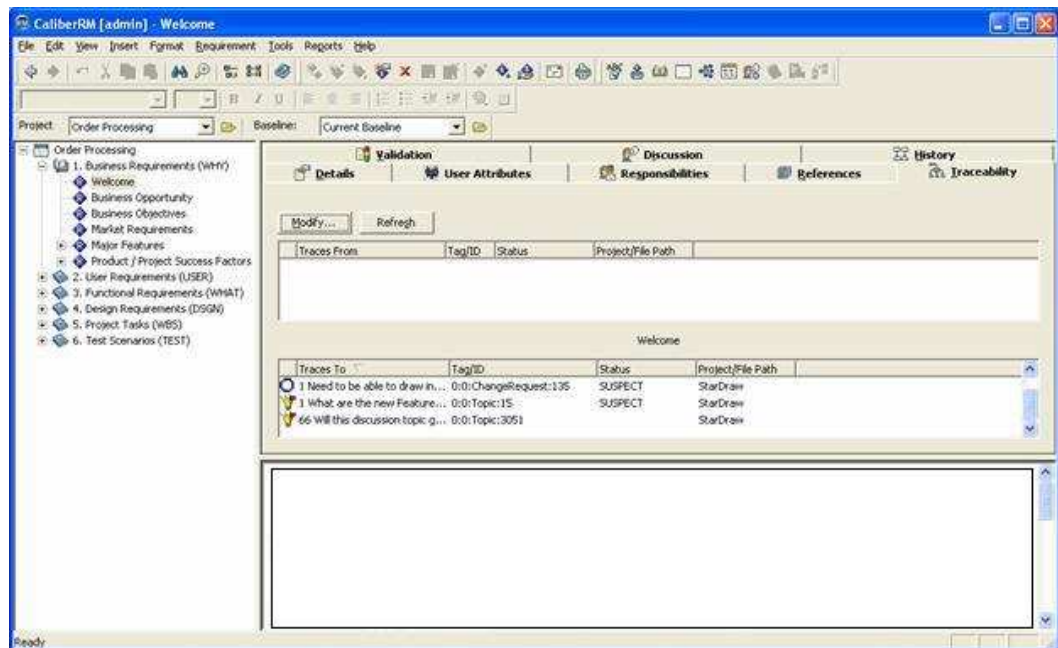 CaliberRM [admin] - Welcome
File Edit View Insert Format Requirement Tools Reports Help
Project Order Processing Baseline: Current Baseline
Order Processing
1. Business Requirements (WHY)
Welcome
Business Opportunity
Business Objectives
Market Requirements
Major Features
Product / Project Success Factors
2. User Requirements (USER)
3. Functional Requirements (WHAT)
4. Design Requirements (DSGN)
5. Project Tasks (WBS)
6. Test Scenarios (TEST)
Validation Discussion History
Details User Attributes Responsibilities References Traceability
Modify... Refresh
Traces From Tag/ID Status Project/File Path
Welcome
Traces To Tag/ID Status Project/File Path
1 Need to be able to draw in... 0:0:ChangeRequest:135 SUSPECT StarDraw
1 What are the new Feature... 0:0:Topic:15 SUSPECT StarDraw
66 Will this discussion topic g... 0:0:Topic:3051 StarDraw
Ready